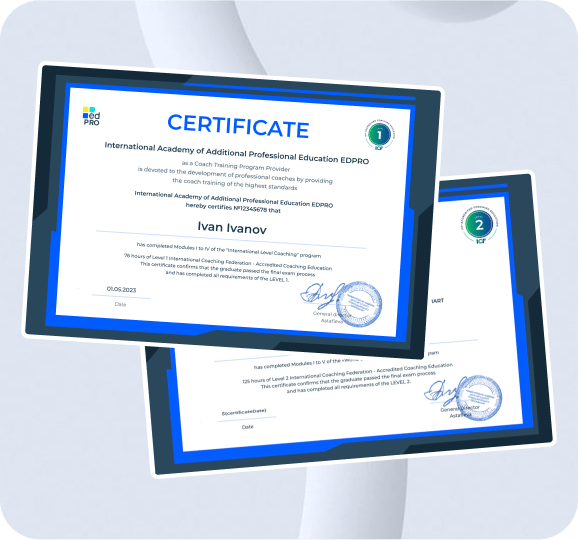 ed
PRO
CERTIFICATE
1
ICF
International Academy of Additional Professional Education EDPRO
as a Coach Training Program Provider
is devoted to the development of professional coaches by providing
the coach training of the highest standards
International Academy of Additional Professional Education EDPRO
hereby certifies №12345678 that
Ivan Ivanov
has completed Modules I to IV of the "International Level Coaching" program
78 hours of Level 1 International Coaching Federation - Accredited Coaching Education
This certificate confirms that the graduate passed the final exam process
and has completed all requirements of the LEVEL 1.
01.05.2023
Date
General
2
ICF
has completed Modules I to V of the
125 hours of Level 2 International Coaching Federation - Accredited Coaching Education
This certificate confirms that the graduate passed the final exam process
and has completed all requirements of the LEVEL 2.
$(certificateDate)
Date
General director